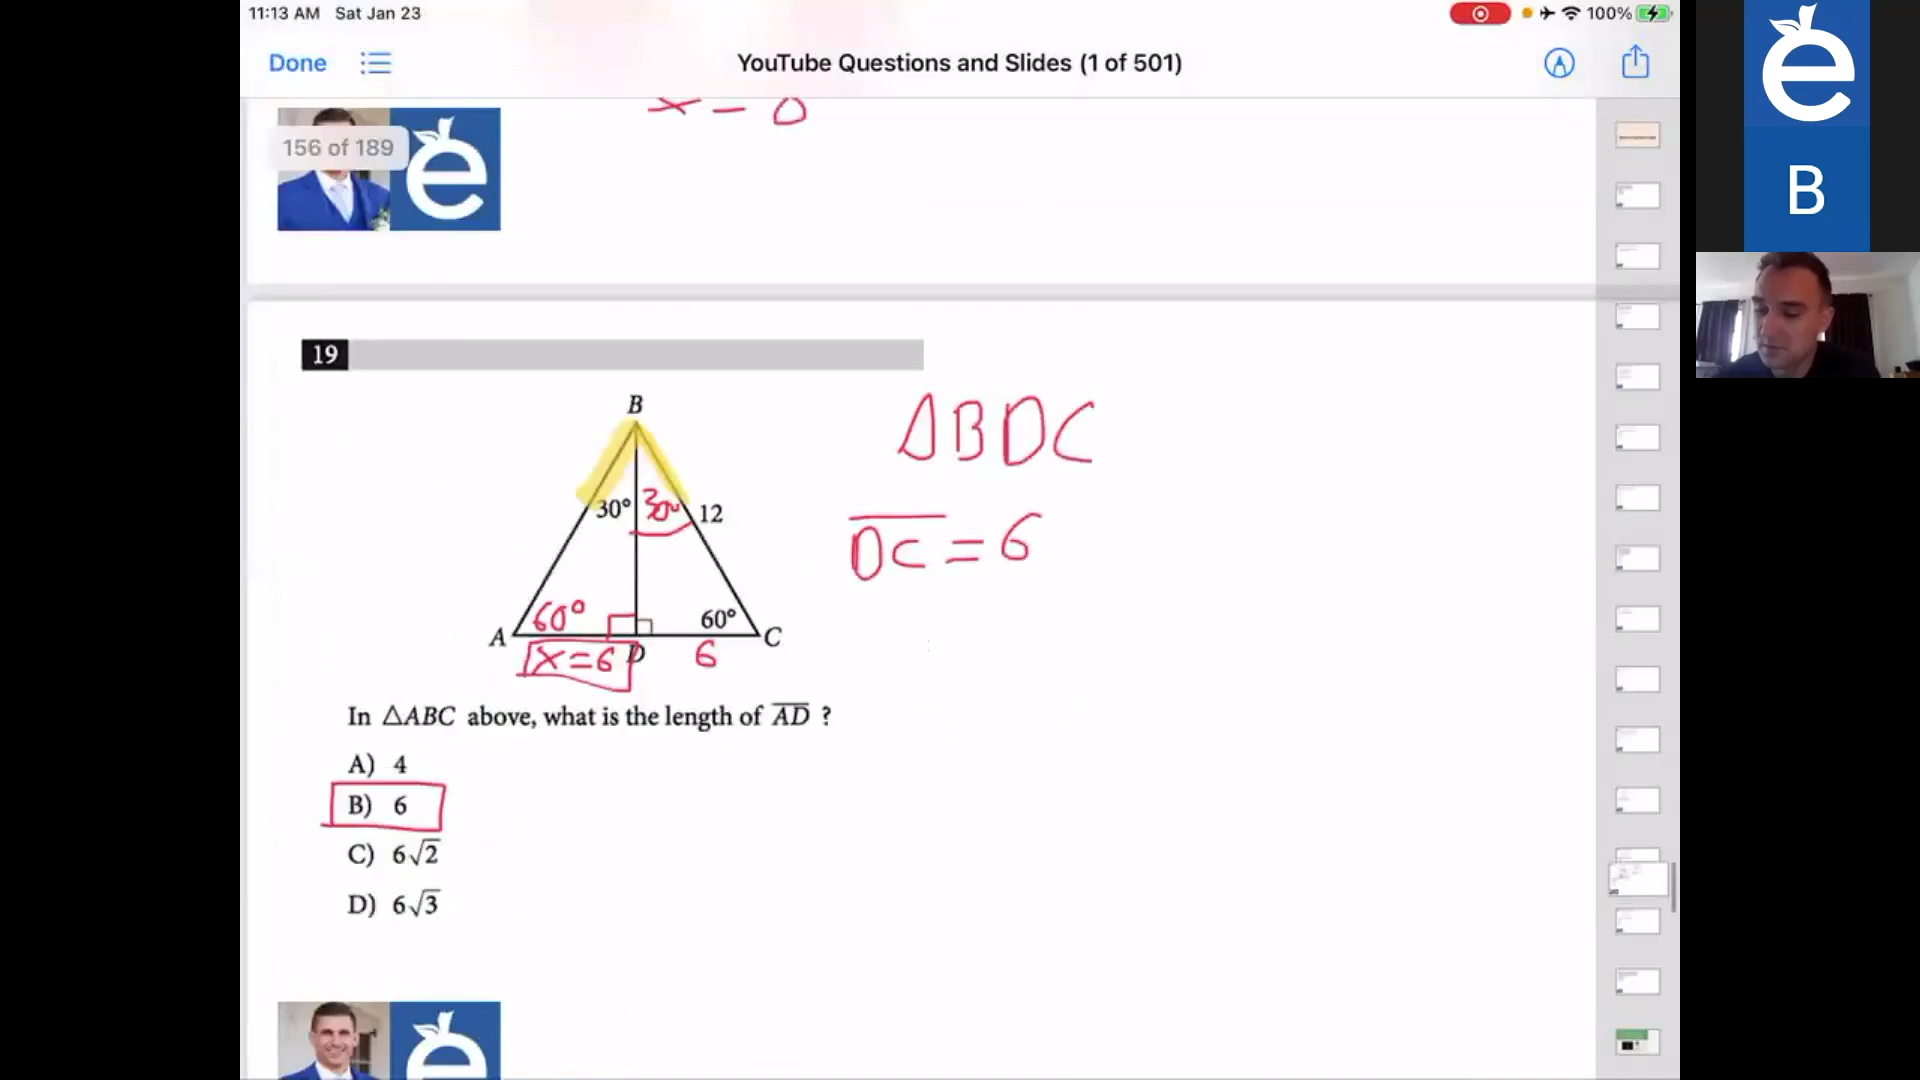 11:13 AM Sat Jan 23
100%
Done
YouTube Questions and Slides (1 of 501)
e
B
x - 0
156 of 189
e
19
B
ΔBDC
30° 30° 12
DC = 6
60° 60°
A D C
x = 6 6
In △ABC above, what is the length of AD ?
A) 4
B) 6
C) 6√2
D) 6√3
e